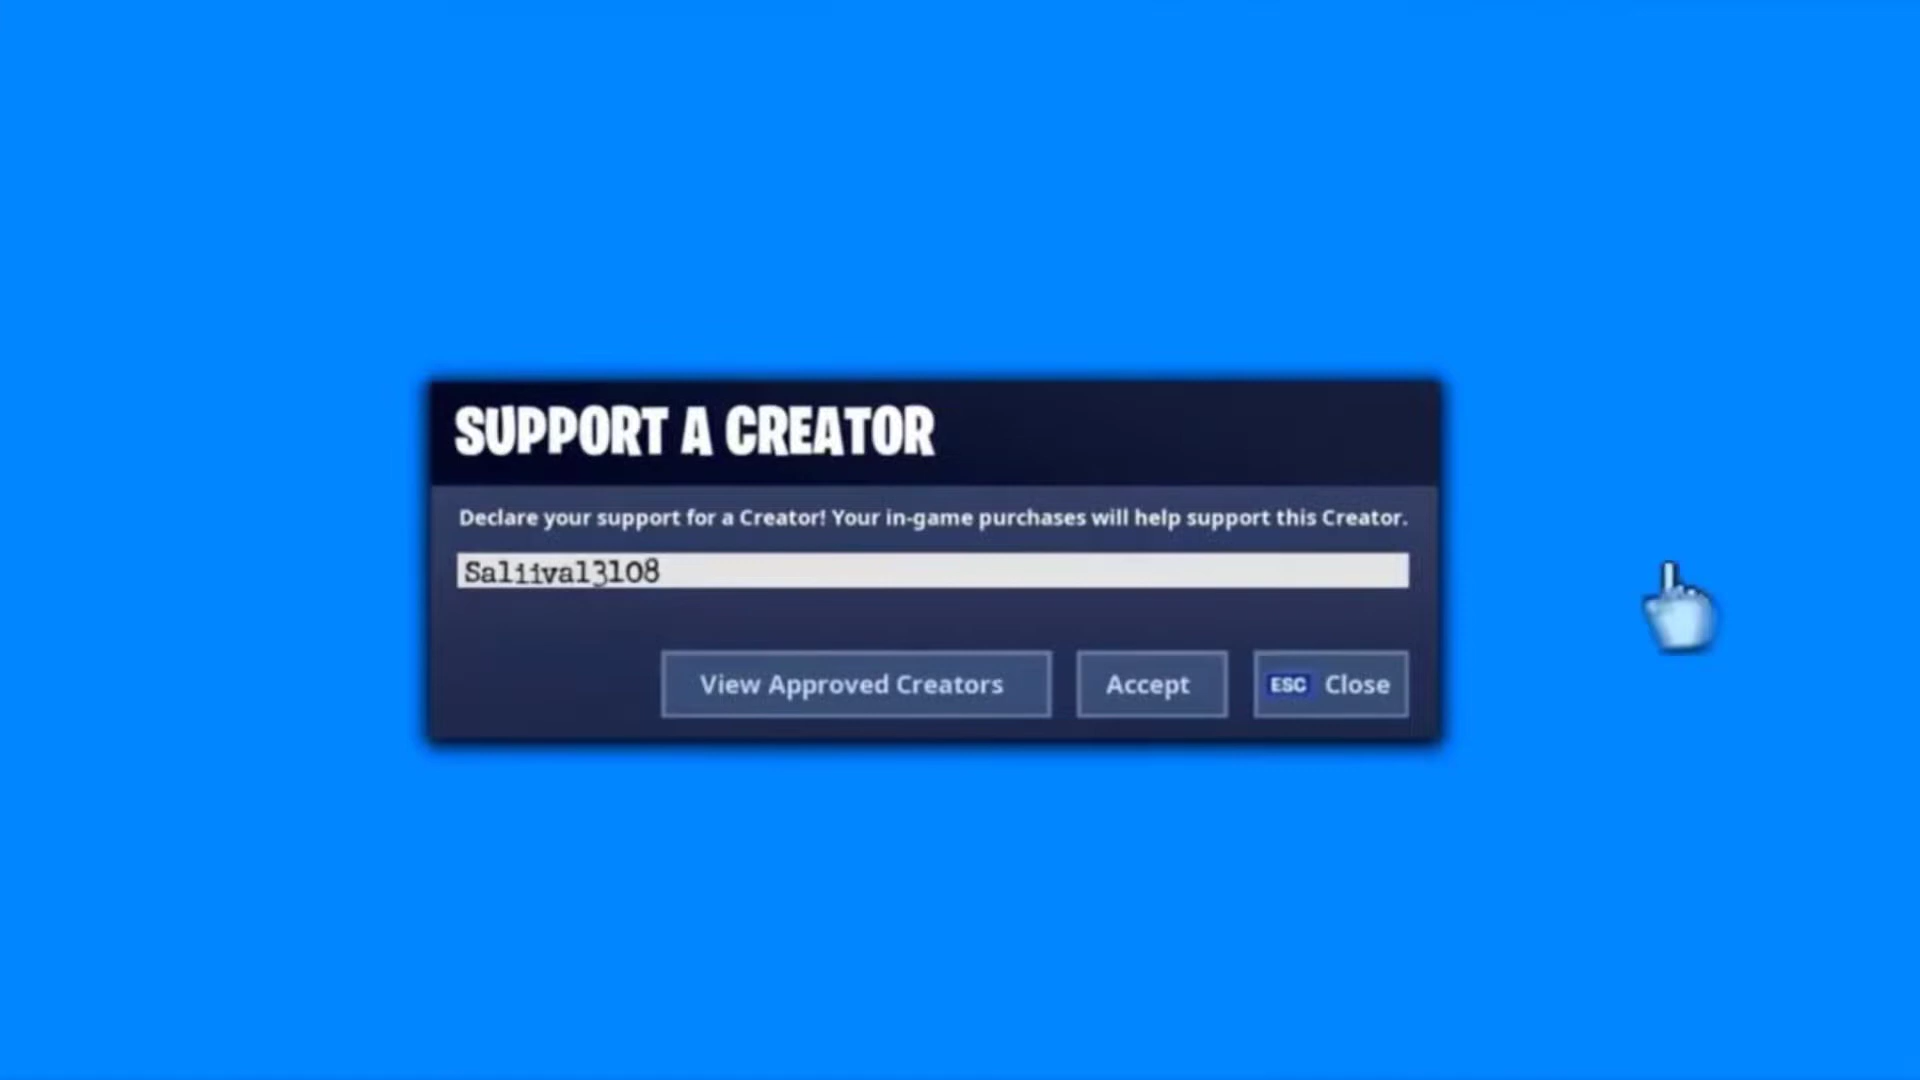 SUPPORT A CREATOR
Declare your support for a Creator! Your in-game purchases will help support this Creator.
Saliival3108
View Approved Creators
Accept
ESC Close